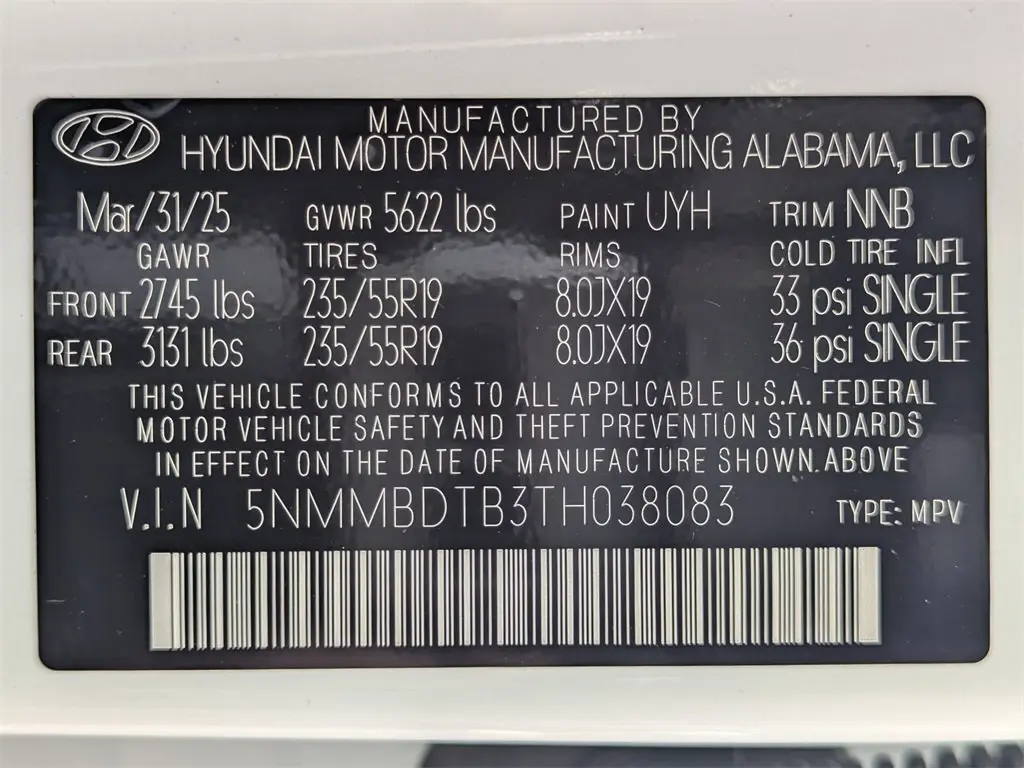 MANUFACTURED BY
HYUNDAI MOTOR MANUFACTURING ALABAMA, LLC
Mar/31/25 GVWR 5622 lbs PAINT UYH TRIM NNB
GAWR TIRES RIMS COLD TIRE INFL
FRONT 2745 lbs 235/55R19 8.0JX19 33 psi SINGLE
REAR 3131 lbs 235/55R19 8.0JX19 36 psi SINGLE
THIS VEHICLE CONFORMS TO ALL APPLICABLE U.S.A. FEDERAL
MOTOR VEHICLE SAFETY AND THEFT PREVENTION STANDARDS
IN EFFECT ON THE DATE OF MANUFACTURE SHOWN. ABOVE
V.I.N 5NMMBDTB3TH038083 TYPE: MPV